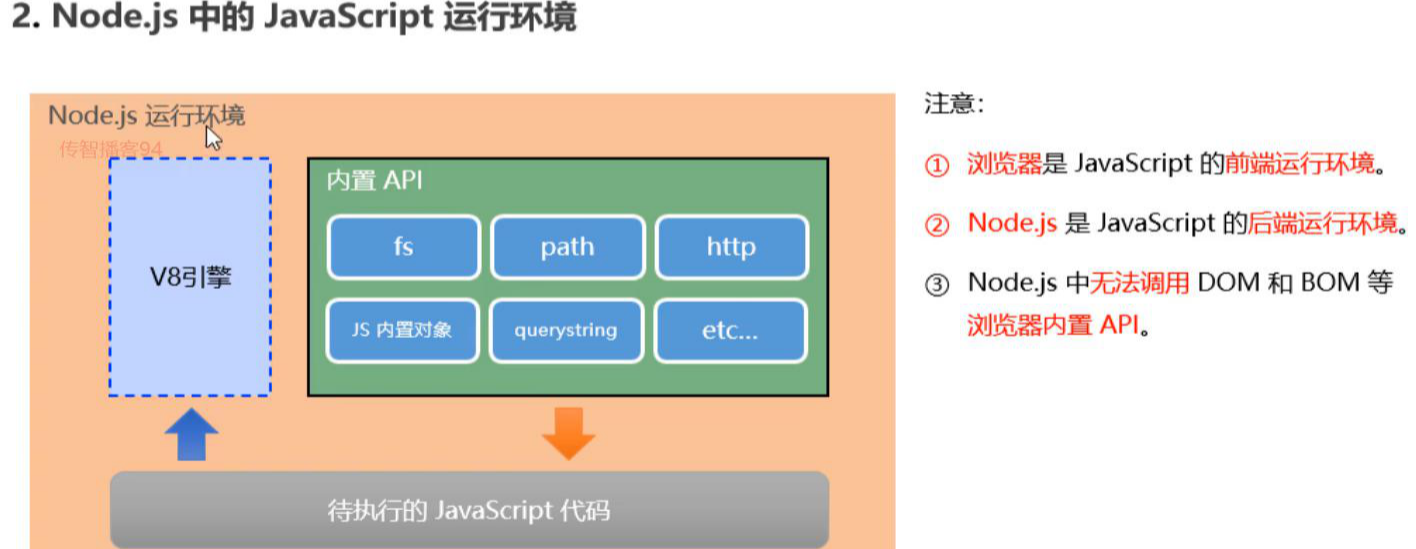 2. Node.js 中的 JavaScript 运行环境
Node.js 运行环境
传智播客94
V8引擎
内置 API
fs
path
http
JS 内置对象
querystring
etc...
待执行的 JavaScript 代码
注意：
① 浏览器是 JavaScript 的前端运行环境。
② Node.js 是 JavaScript 的后端运行环境。
③ Node.js 中无法调用 DOM 和 BOM 等
浏览器内置 API。